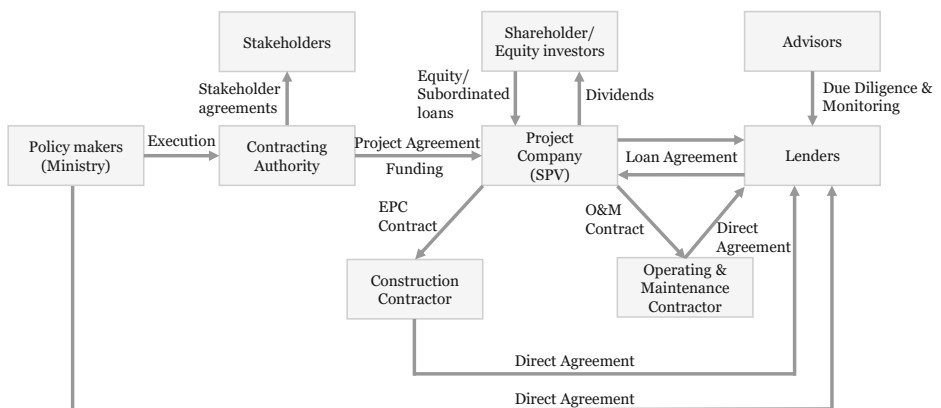 Stakeholders
Shareholder/
Equity investors
Advisors
Stakeholder
agreements
Equity/
Subordinated
loans
Dividends
Due Diligence &
Monitoring
Policy makers
(Ministry)
Execution
Contracting
Authority
Project Agreement
Funding
Project
Company
(SPV)
Loan Agreement
Lenders
EPC
Contract
O&M
Contract
Direct
Agreement
Construction
Contractor
Operating &
Maintenance
Contractor
Direct Agreement
Direct Agreement